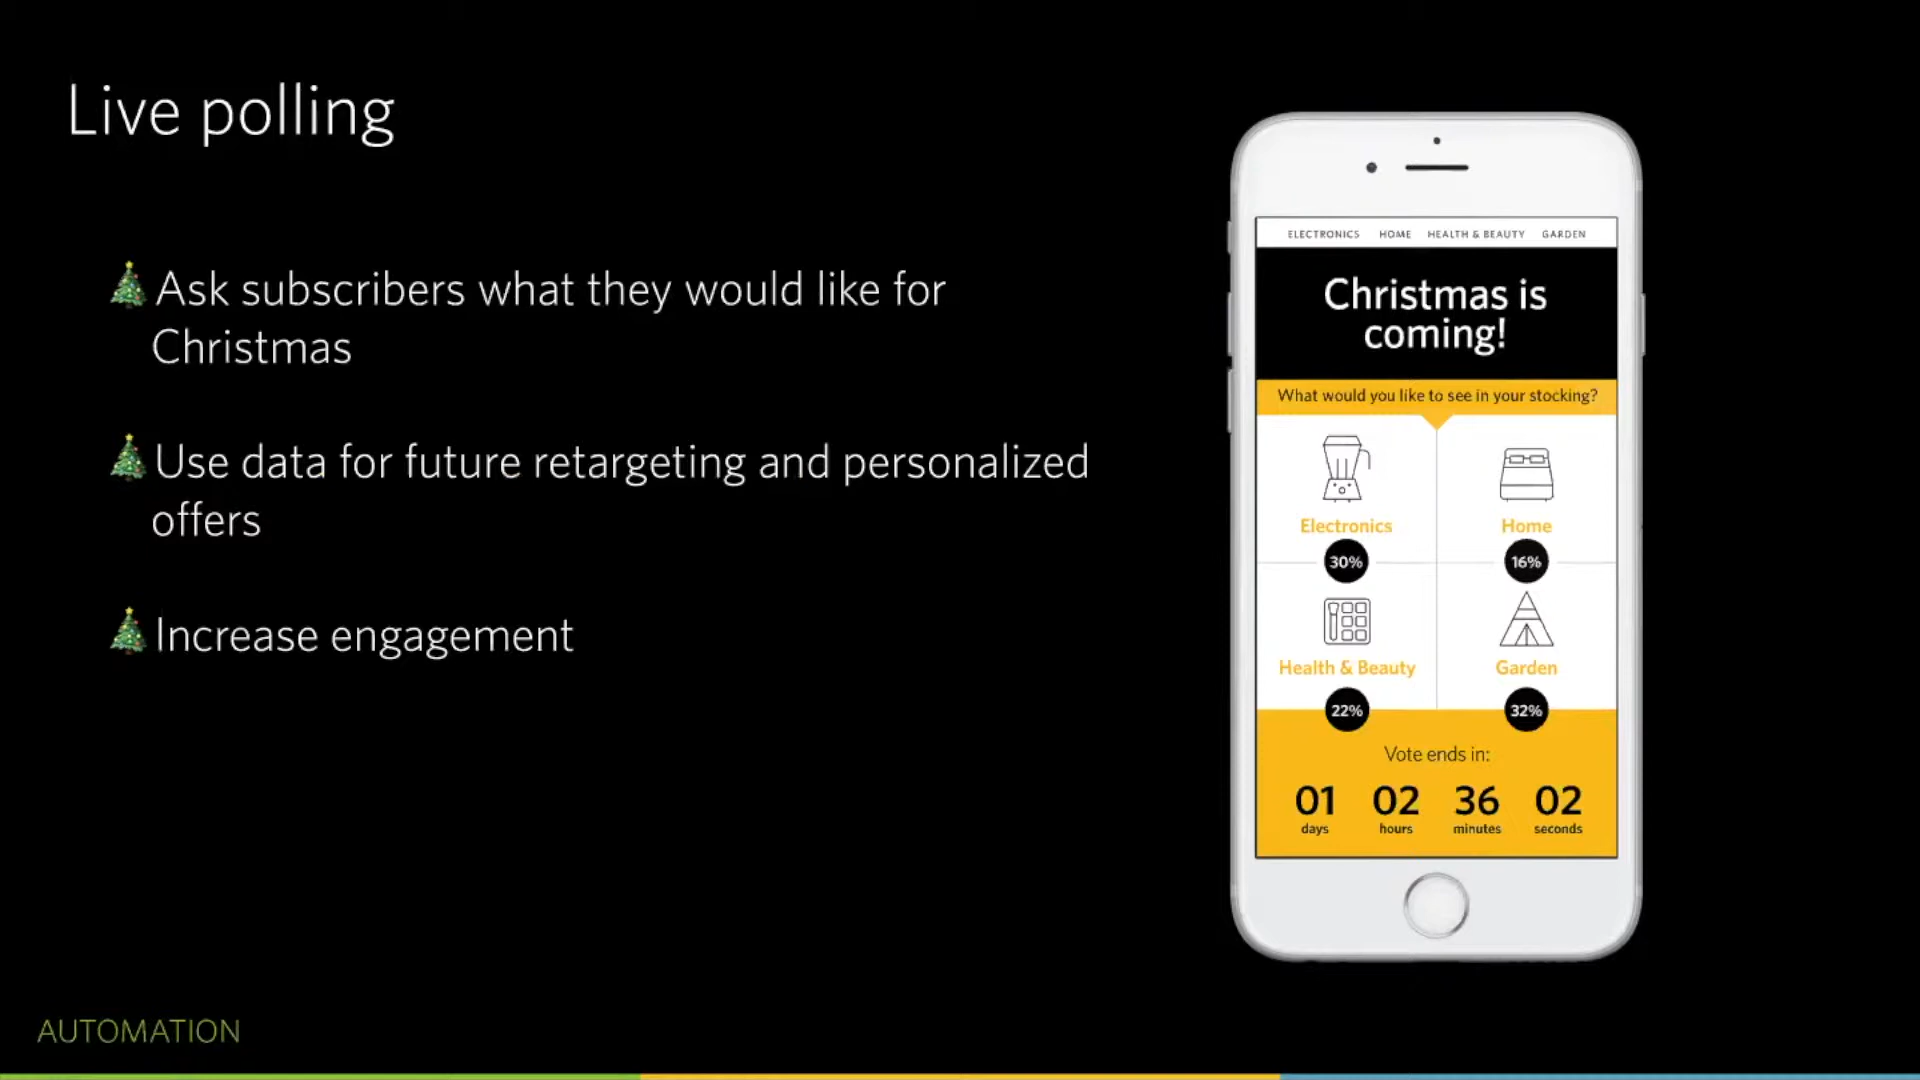 Live polling
Ask subscribers what they would like for
Christmas
Use data for future retargeting and personalized
offers
Increase engagement
AUTOMATION
ELECTRONICS HOME HEALTH & BEAUTY GARDEN
Christmas is
coming!
What would you like to see in your stocking?
Electronics Home
30% 16%
Health & Beauty Garden
22% 32%
Vote ends in:
01 02 36 02
days hours minutes seconds